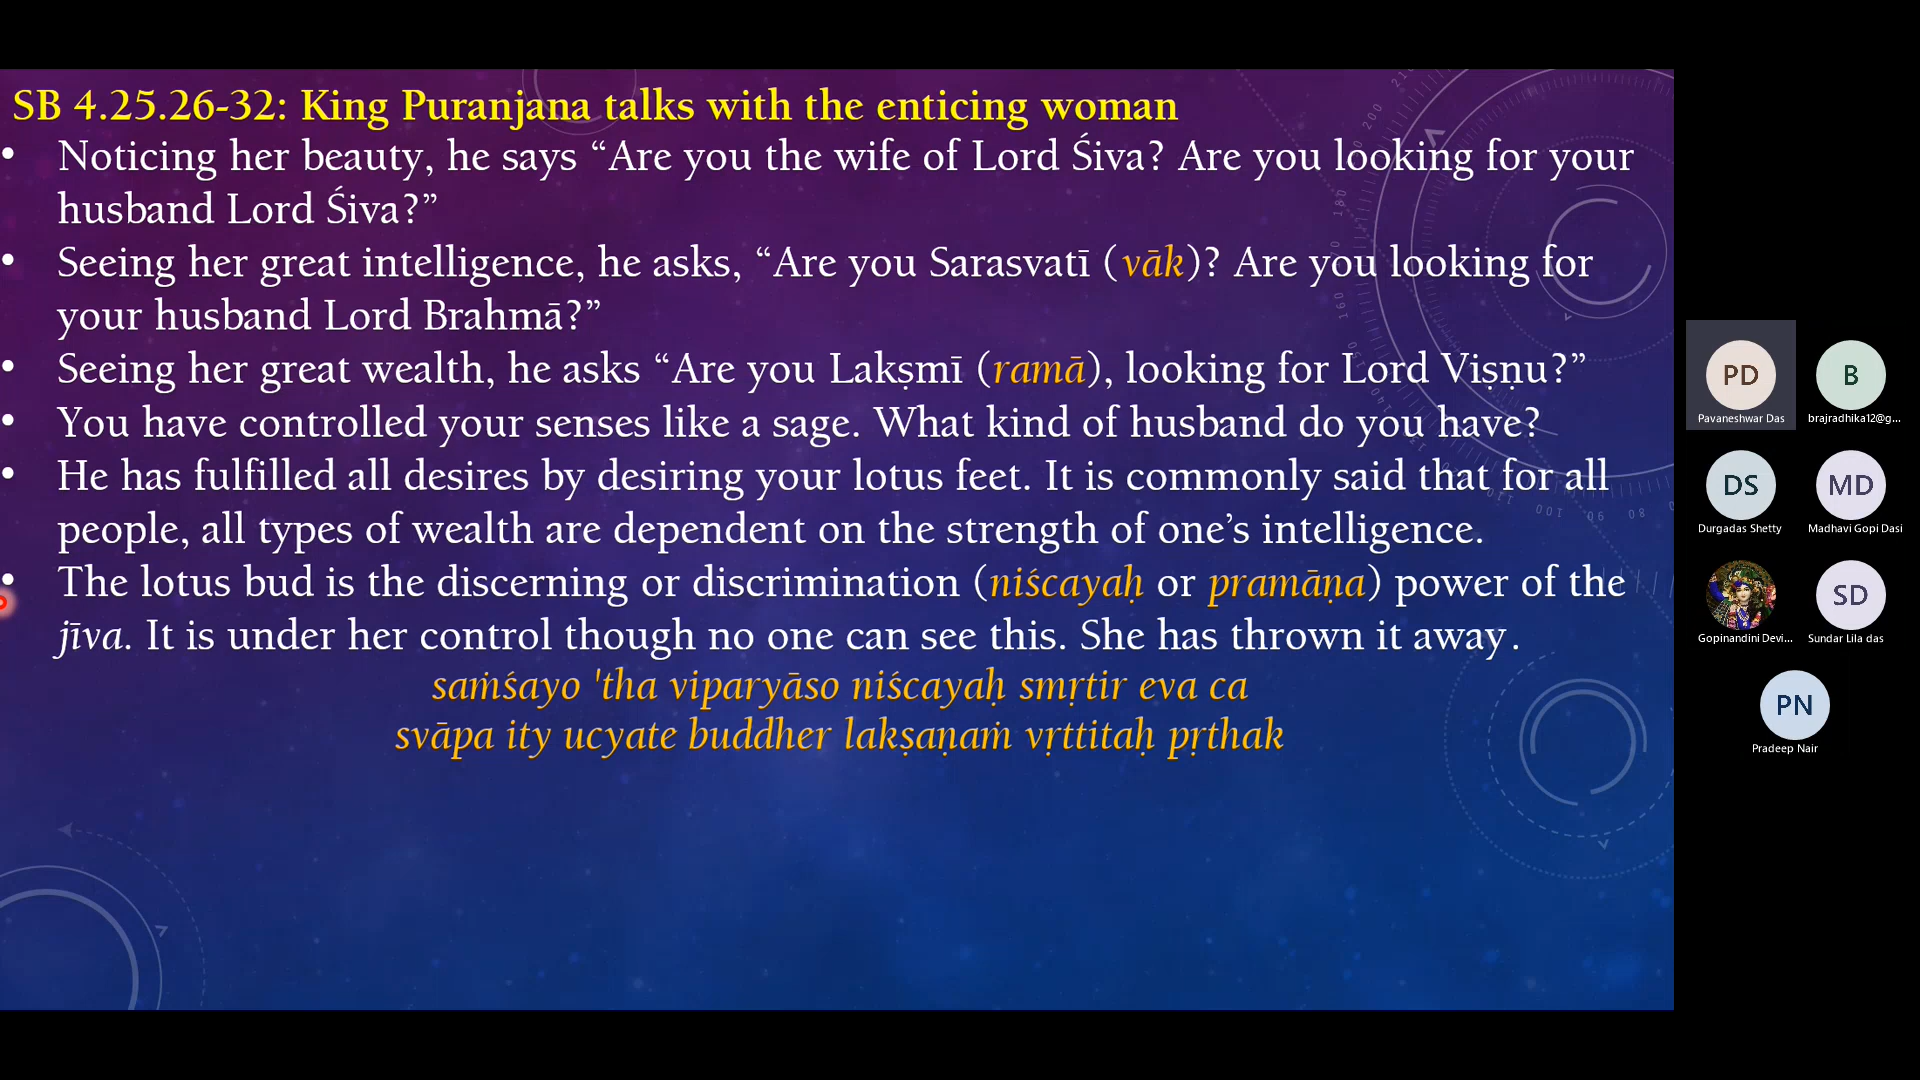 SB 4.25.26-32: King Puranjana talks with the enticing woman
• Noticing her beauty, he says “Are you the wife of Lord Śiva? Are you looking for your
husband Lord Śiva?”
• Seeing her great intelligence, he asks, “Are you Sarasvatī (vāk)? Are you looking for
your husband Lord Brahmā?”
• Seeing her great wealth, he asks “Are you Lakṣmī (ramā), looking for Lord Viṣṇu?”
• You have controlled your senses like a sage. What kind of husband do you have?
• He has fulfilled all desires by desiring your lotus feet. It is commonly said that for all
people, all types of wealth are dependent on the strength of one’s intelligence.
• The lotus bud is the discerning or discrimination (niścayaḥ or pramāṇa) power of the
jīva. It is under her control though no one can see this. She has thrown it away.
saṁśayo 'tha viparyāso niścayaḥ smṛtir eva ca
svāpa ity ucyate buddher lakṣaṇaṁ vṛttitaḥ pṛthak
PD
Pavaneshwar Das
B
brajradhika12@g...
DS
Durgadas Shetty
MD
Madhavi Gopi Dasi
Gopinandini Devi...
SD
Sundar Lila das
PN
Pradeep Nair